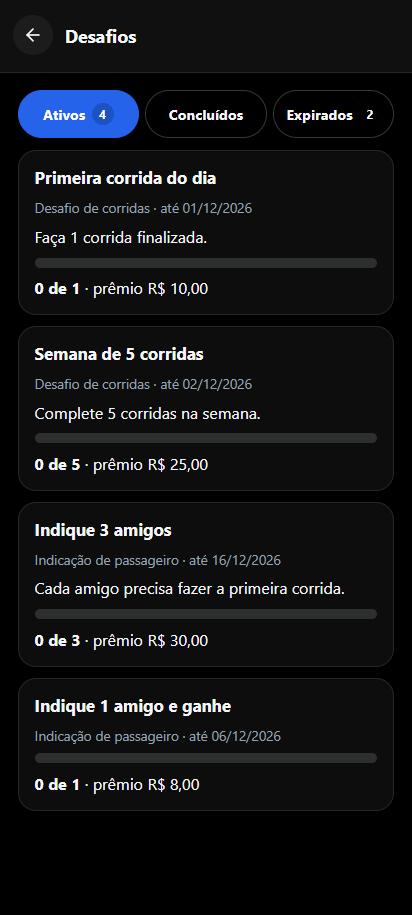 Desafios
Ativos 4 Concluídos Expirados 2
Primeira corrida do dia
Desafio de corridas · até 01/12/2026
Faça 1 corrida finalizada.
0 de 1 · prêmio R$ 10,00
Semana de 5 corridas
Desafio de corridas · até 02/12/2026
Complete 5 corridas na semana.
0 de 5 · prêmio R$ 25,00
Indique 3 amigos
Indicação de passageiro · até 16/12/2026
Cada amigo precisa fazer a primeira corrida.
0 de 3 · prêmio R$ 30,00
Indique 1 amigo e ganhe
Indicação de passageiro · até 06/12/2026
0 de 1 · prêmio R$ 8,00